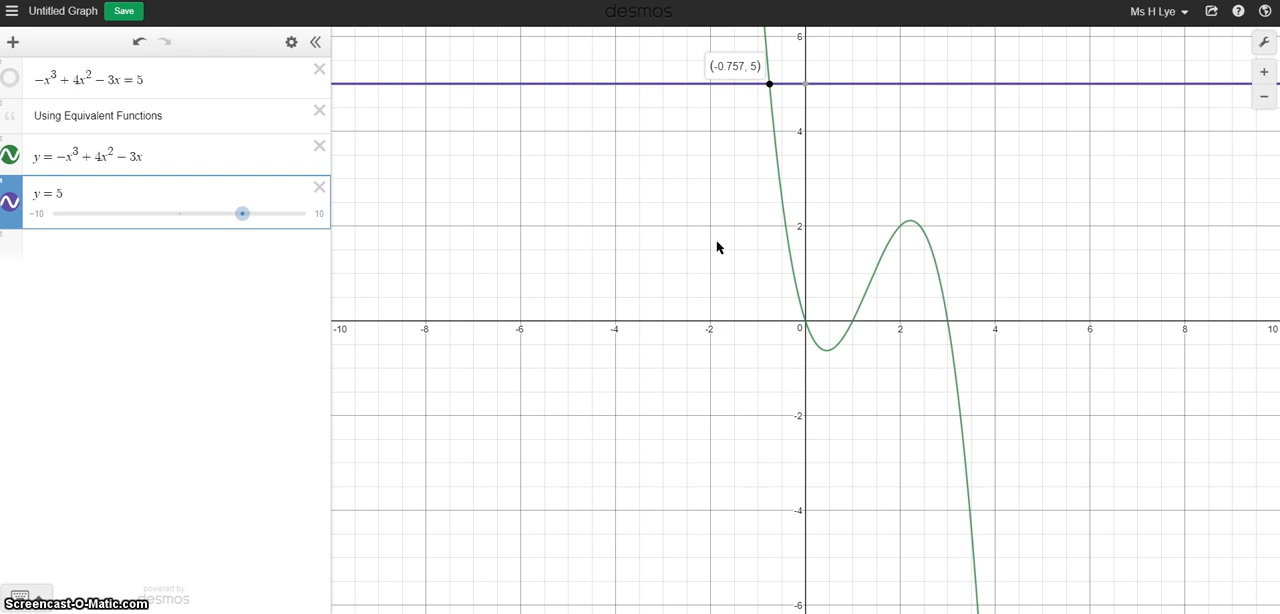 Untitled Graph Save desmos Ms H Lye
−x³ + 4x² − 3x = 5
Using Equivalent Functions
y = −x³ + 4x² − 3x
y = 5
-10 10
(-0.757, 5)
6
4
2
-10 -8 -6 -4 -2 0 2 4 6 8 10
-2
-4
-6
powered by
desmos
Screencast-O-Matic.com